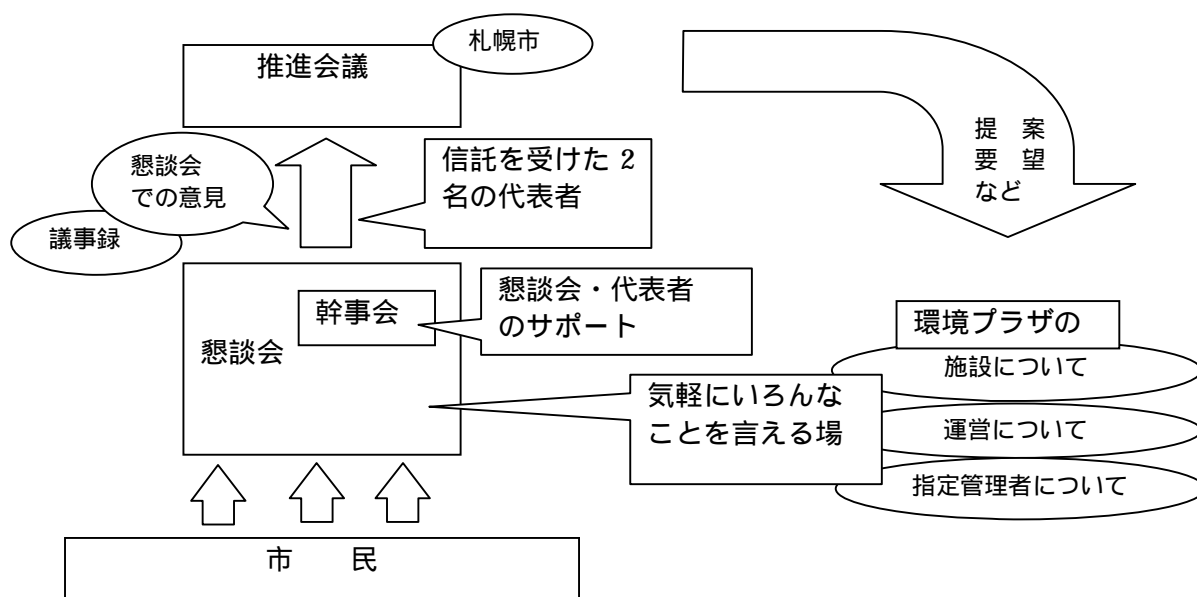 札幌市
推進会議
提　案
要　望
など
懇談会
での意見
信託を受けた 2
名の代表者
議事録
幹事会
懇談会・代表者
のサポート
懇談会
環境プラザの
施設について
気軽にいろんな
ことを言える場
運営について
指定管理者について
市　　民